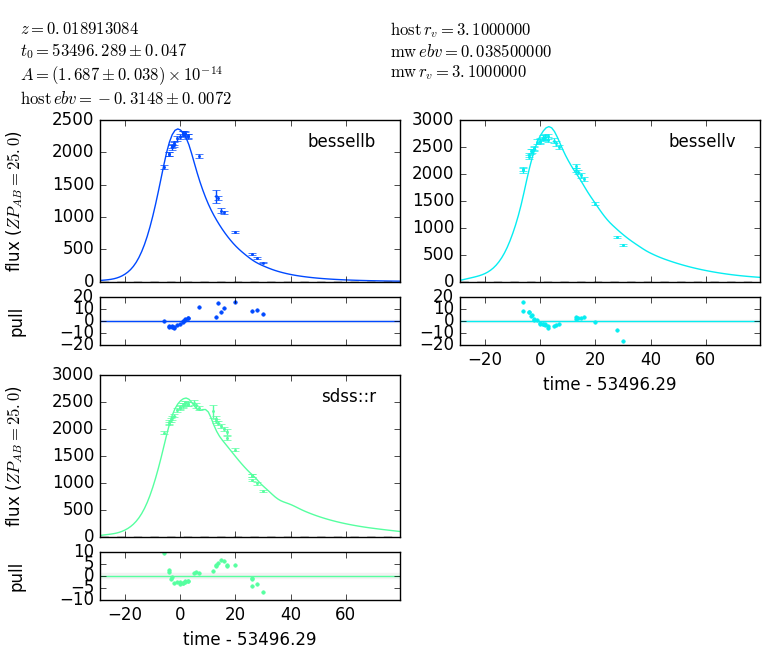 z = 0.018913084
t0 = 53496.289 ± 0.047
A = (1.687 ± 0.038) × 10^−14
host ebv = −0.3148 ± 0.0072
host r_v = 3.1000000
mw ebv = 0.038500000
mw r_v = 3.1000000
flux (ZP_AB = 25.0)
2500
2000
1500
1000
500
0
bessellb
3000
2500
2000
1500
1000
500
0
bessellv
pull
20
10
0
−10
−20
20
10
0
−10
−20
−20 0 20 40 60
time - 53496.29
flux (ZP_AB = 25.0)
3000
2500
2000
1500
1000
500
0
sdss::r
pull
10
5
0
−5
−10
−20 0 20 40 60
time - 53496.29